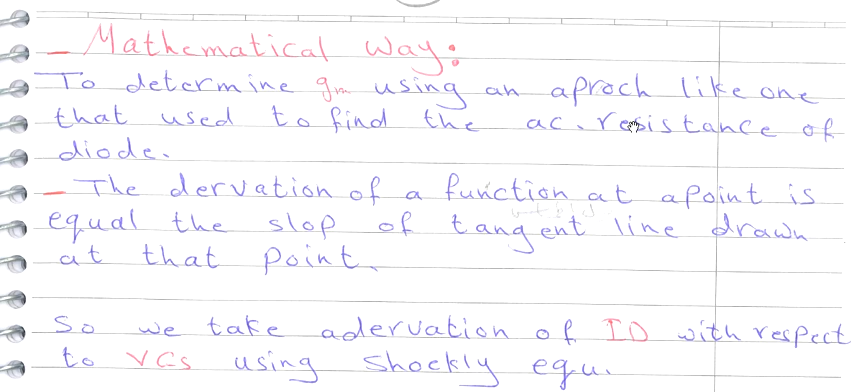 - Mathematical Way:
To determine gm using an aproch like one
that used to find the ac. resistance of
diode.
- The dervation of a function at apoint is
equal the slop of tangent line drawn
at that point.
So we take adervation of ID with respect
to VGS using Shockly equ.